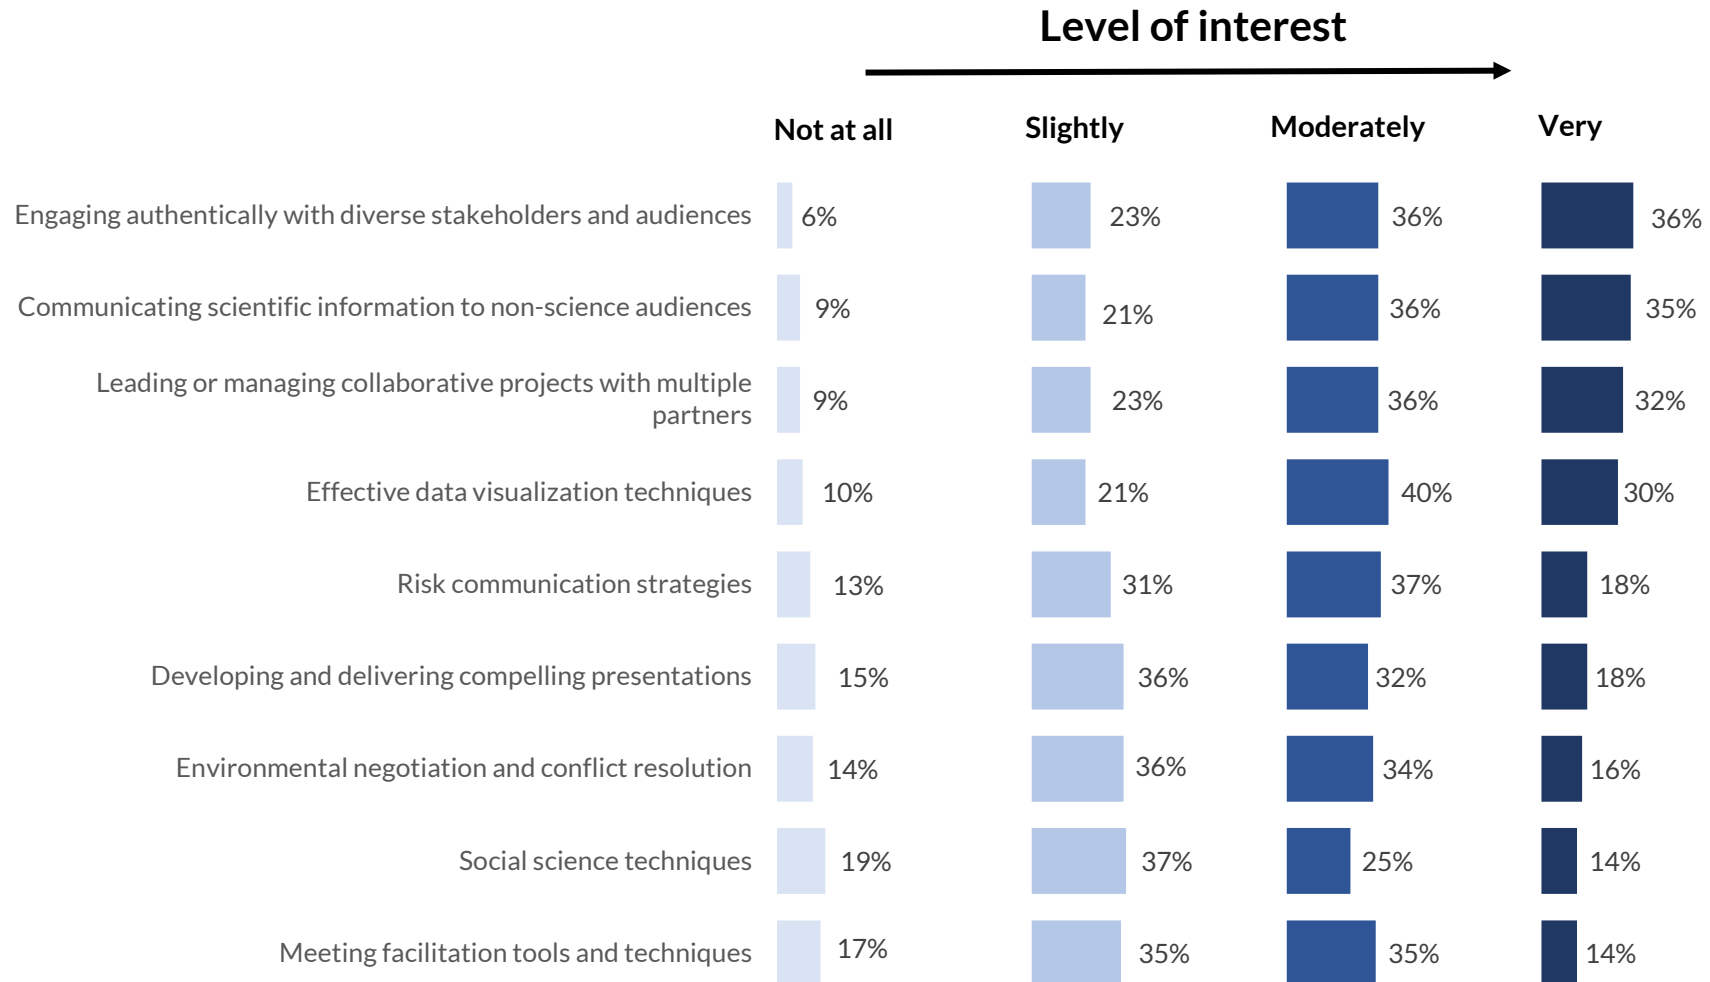 Level of interest
Not at all Slightly Moderately Very
Engaging authentically with diverse stakeholders and audiences 6% 23% 36% 36%
Communicating scientific information to non-science audiences 9% 21% 36% 35%
Leading or managing collaborative projects with multiple
partners 9% 23% 36% 32%
Effective data visualization techniques 10% 21% 40% 30%
Risk communication strategies 13% 31% 37% 18%
Developing and delivering compelling presentations 15% 36% 32% 18%
Environmental negotiation and conflict resolution 14% 36% 34% 16%
Social science techniques 19% 37% 25% 14%
Meeting facilitation tools and techniques 17% 35% 35% 14%